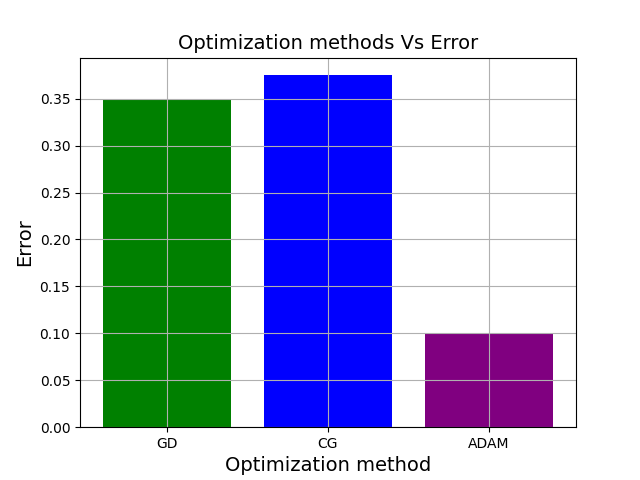 Optimization methods Vs Error
0.35
0.30
0.25
0.20
0.15
0.10
0.05
0.00
Error
GD CG ADAM
Optimization method